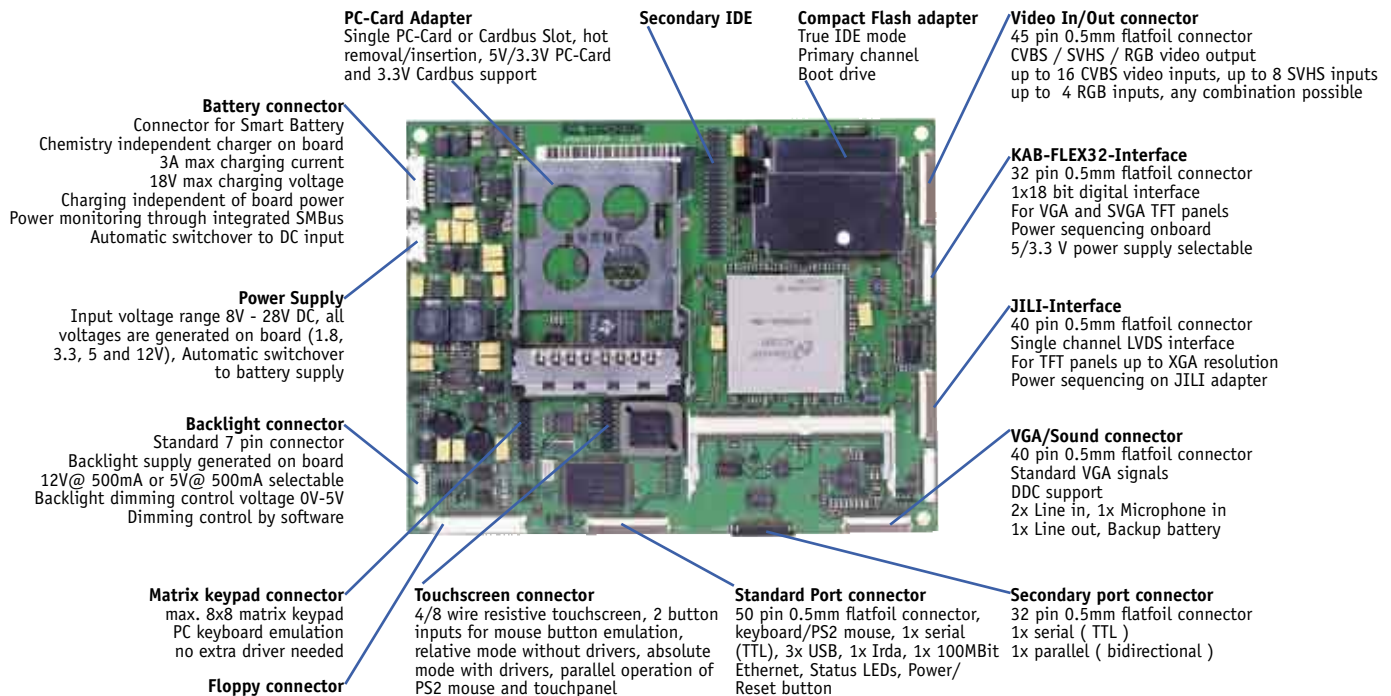 PC-Card Adapter
Single PC-Card or Cardbus Slot, hot
removal/insertion, 5V/3.3V PC-Card
and 3.3V Cardbus support
Secondary IDE
Compact Flash adapter
True IDE mode
Primary channel
Boot drive
Video In/Out connector
45 pin 0.5mm flatfoil connector
CVBS / SVHS / RGB video output
up to 16 CVBS video inputs, up to 8 SVHS inputs
up to 4 RGB inputs, any combination possible
Battery connector
Connector for Smart Battery
Chemistry independent charger on board
3A max charging current
18V max charging voltage
Charging independent of board power
Power monitoring through integrated SMBus
Automatic switchover to DC input
KAB-FLEX32-Interface
32 pin 0.5mm flatfoil connector
1x18 bit digital interface
For VGA and SVGA TFT panels
Power sequencing onboard
5/3.3 V power supply selectable
Power Supply
Input voltage range 8V - 28V DC, all
voltages are generated on board (1.8,
3.3, 5 and 12V), Automatic switchover
to battery supply
JILI-Interface
40 pin 0.5mm flatfoil connector
Single channel LVDS interface
For TFT panels up to XGA resolution
Power sequencing on JILI adapter
Backlight connector
Standard 7 pin connector
Backlight supply generated on board
12V@ 500mA or 5V@ 500mA selectable
Backlight dimming control voltage 0V-5V
Dimming control by software
VGA/Sound connector
40 pin 0.5mm flatfoil connector
Standard VGA signals
DDC support
2x Line in, 1x Microphone in
1x Line out, Backup battery
Matrix keypad connector
max. 8x8 matrix keypad
PC keyboard emulation
no extra driver needed
Floppy connector
Touchscreen connector
4/8 wire resistive touchscreen, 2 button
inputs for mouse button emulation,
relative mode without drivers, absolute
mode with drivers, parallel operation of
PS2 mouse and touchpanel
Standard Port connector
50 pin 0.5mm flatfoil connector,
keyboard/PS2 mouse, 1x serial
(TTL), 3x USB, 1x Irda, 1x 100MBit
Ethernet, Status LEDs, Power/
Reset button
Secondary port connector
32 pin 0.5mm flatfoil connector
1x serial ( TTL )
1x parallel ( bidirectional )